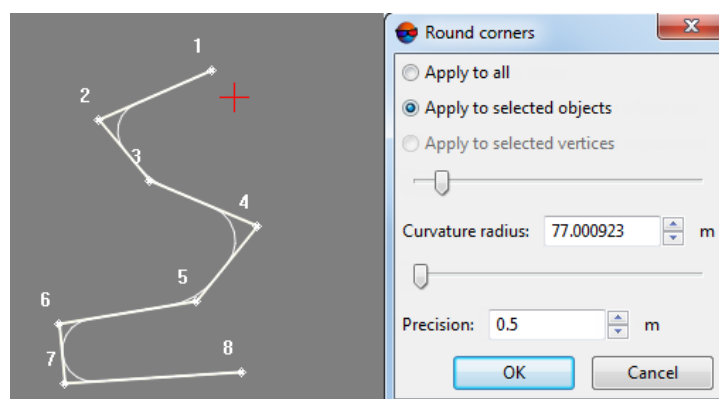 1
2
3
4
5
6
7
8
Round corners
Apply to all
Apply to selected objects
Apply to selected vertices
Curvature radius: 77.000923 m
Precision: 0.5 m
OK Cancel